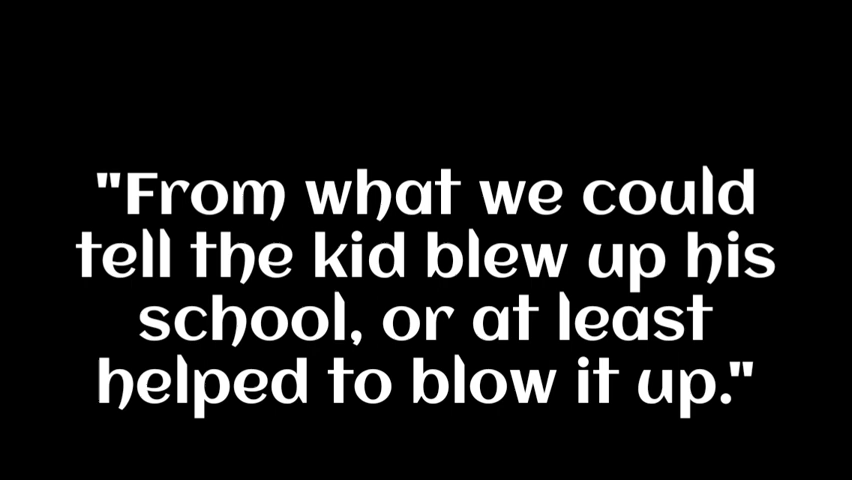 "From what we could
tell the kid blew up his
school, or at least
helped to blow it up."